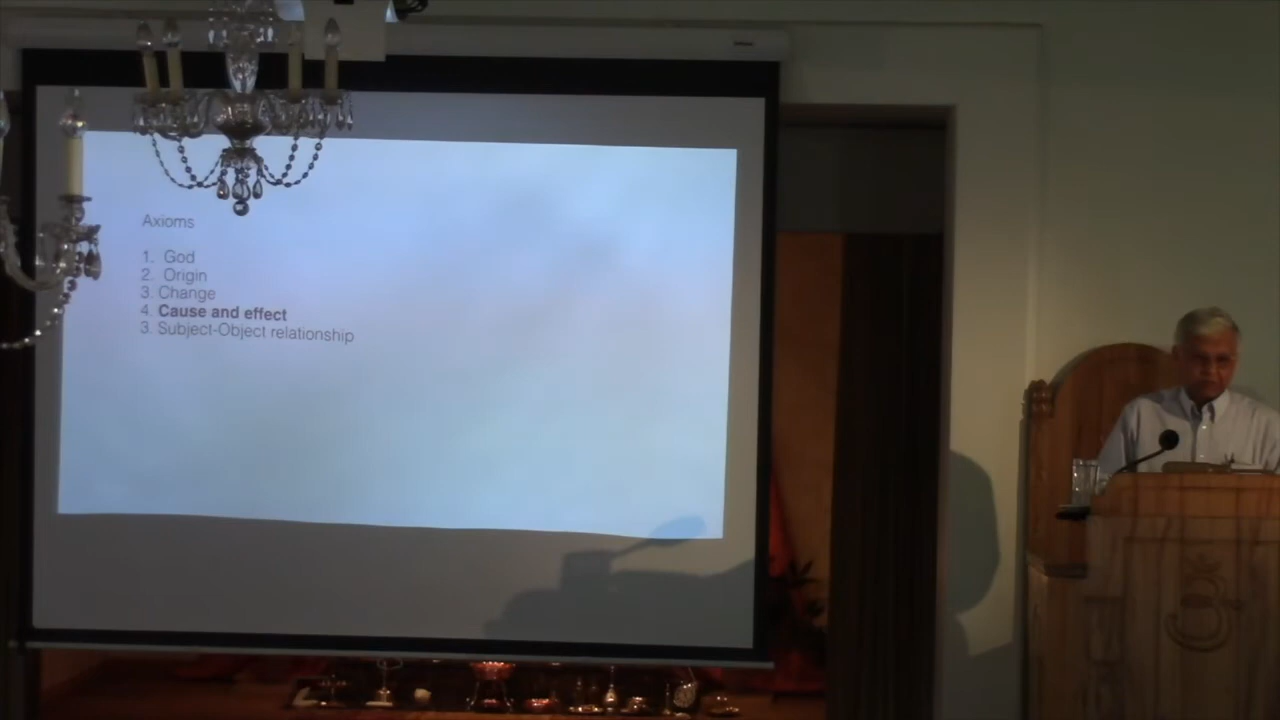 Axioms
1. God
2. Origin
3. Change
4. Cause and effect
3. Subject-Object relationship